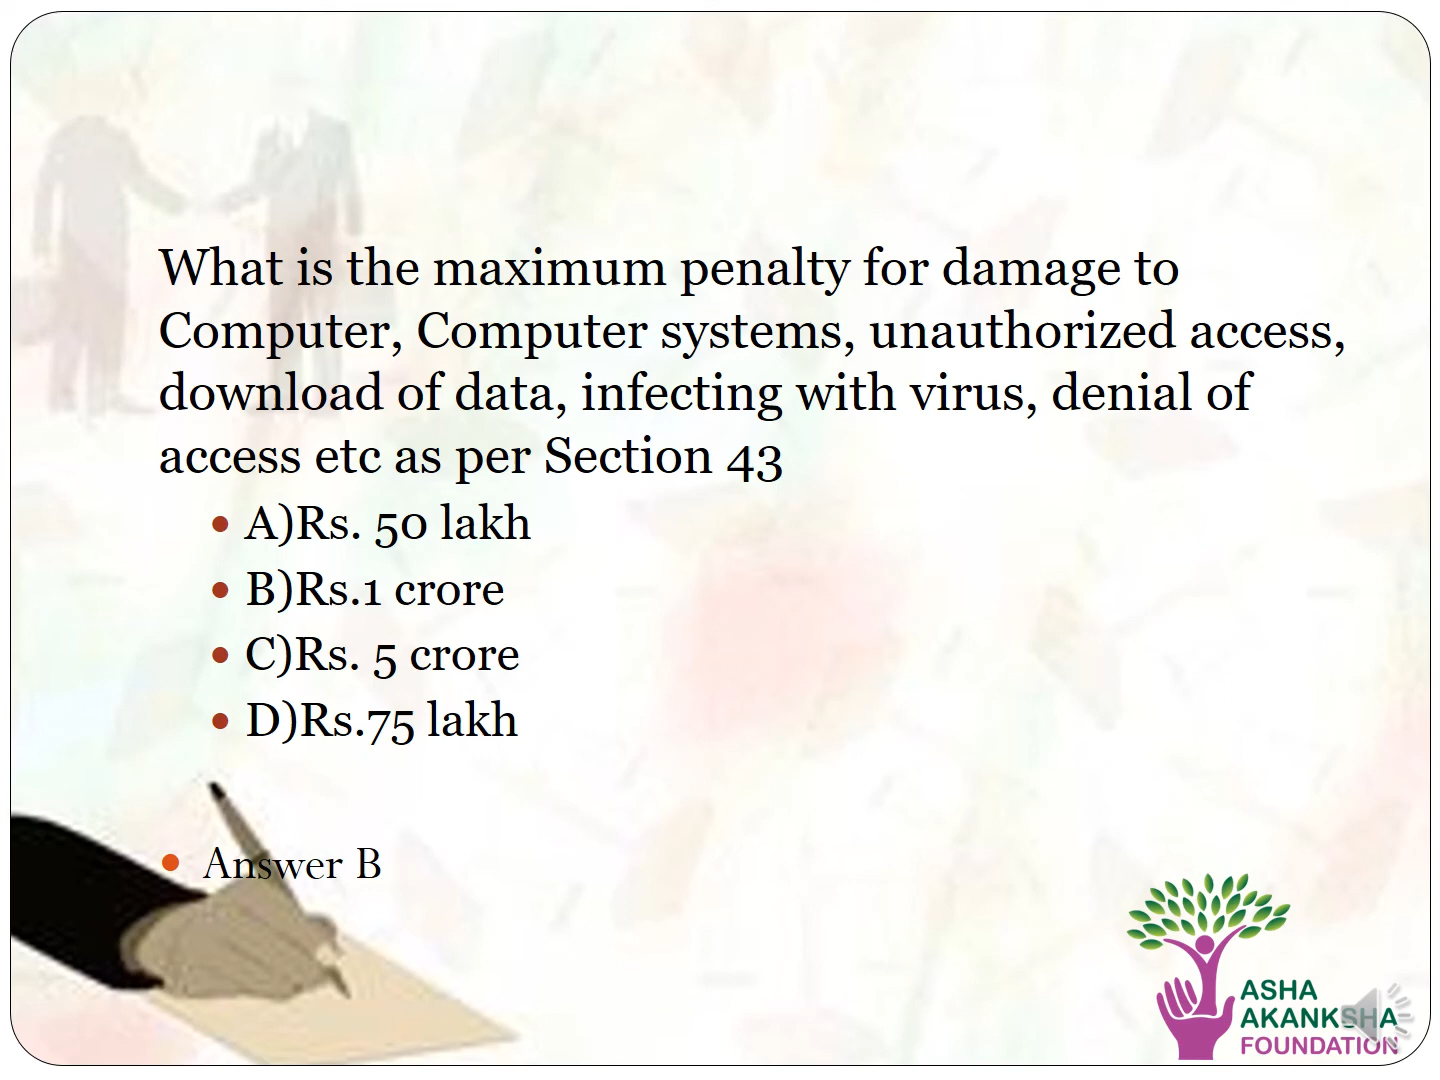 What is the maximum penalty for damage to
Computer, Computer systems, unauthorized access,
download of data, infecting with virus, denial of
access etc as per Section 43
• A)Rs. 50 lakh
• B)Rs.1 crore
• C)Rs. 5 crore
• D)Rs.75 lakh
• Answer B
ASHA
AKANKSHA
FOUNDATION